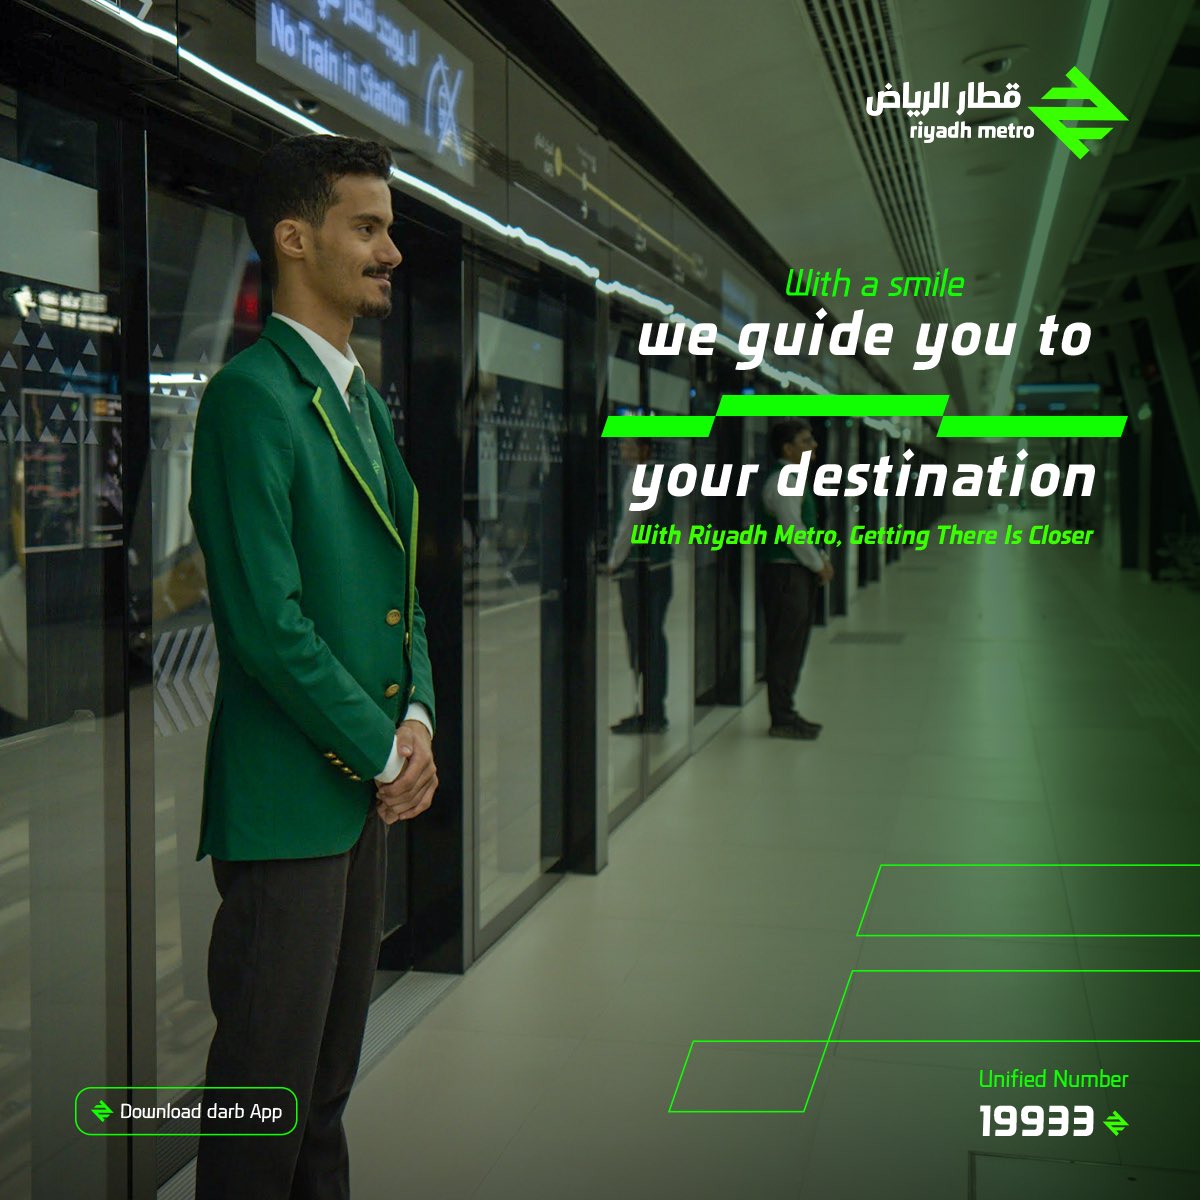 لا يوجد قطار في
No Train in Station
قطار الرياض
riyadh metro
With a smile
we guide you to
your destination
With Riyadh Metro, Getting There Is Closer
Download darb App
Unified Number
19933